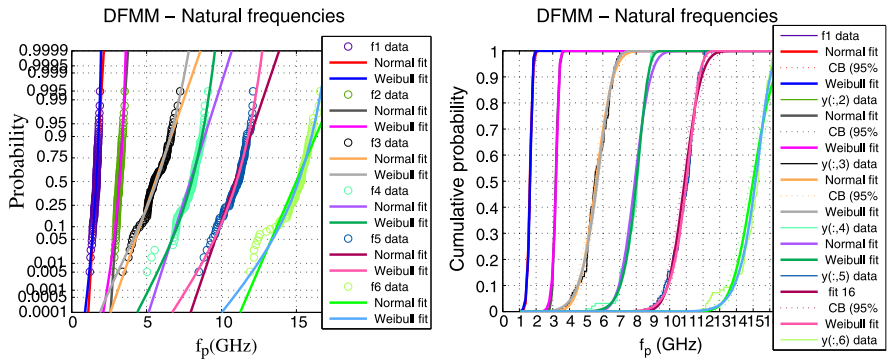 DFMM – Natural frequencies
Probability
0.9999
0.9995
0.999
0.995
0.99
0.95
0.9
0.75
0.5
0.25
0.1
0.05
0.01
0.005
0.001
0.0005
0.0001
0
5
10
15
fp(GHz)
f1 data
Normal fit
Weibull fit
f2 data
Normal fit
Weibull fit
f3 data
Normal fit
Weibull fit
f4 data
Normal fit
Weibull fit
f5 data
Normal fit
Weibull fit
f6 data
Normal fit
Weibull fit
DFMM – Natural frequencies
Cumulative probability
1
0.9
0.8
0.7
0.6
0.5
0.4
0.3
0.2
0.1
0
0 1 2 3 4 5 6 7 8 9 10 11 12 13 14 15 1
fp (GHz)
f1 data
Normal fit
CB (95%
Weibull fit
y(:,2) data
Normal fit
CB (95%
Weibull fit
y(:,3) data
Normal fit
CB (95%
Weibull fit
y(:,4) data
Normal fit
Weibull fit
y(:,5) data
fit 16
CB (95%
Weibull fit
y(:,6) data